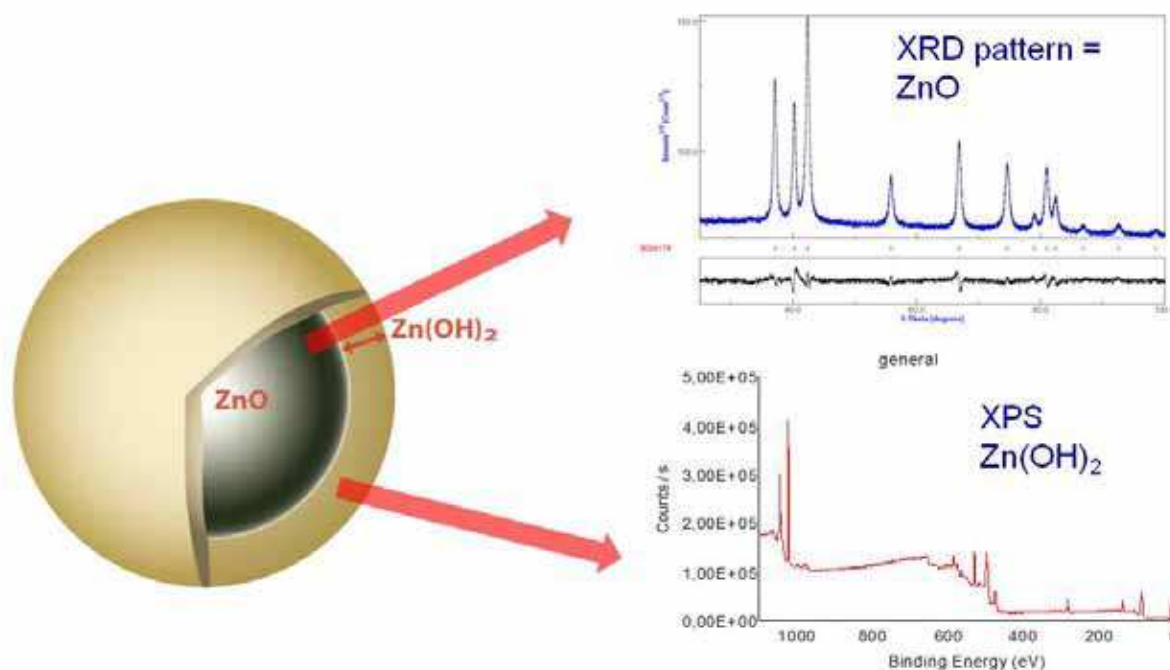 XRD pattern =
ZnO
Zn(OH)₂
ZnO
general
5,00E+05
4,00E+05
3,00E+05
2,00E+05
1,00E+05
0,00E+00
Counts / s
XPS
Zn(OH)₂
1000 800 600 400 200
Binding Energy (eV)